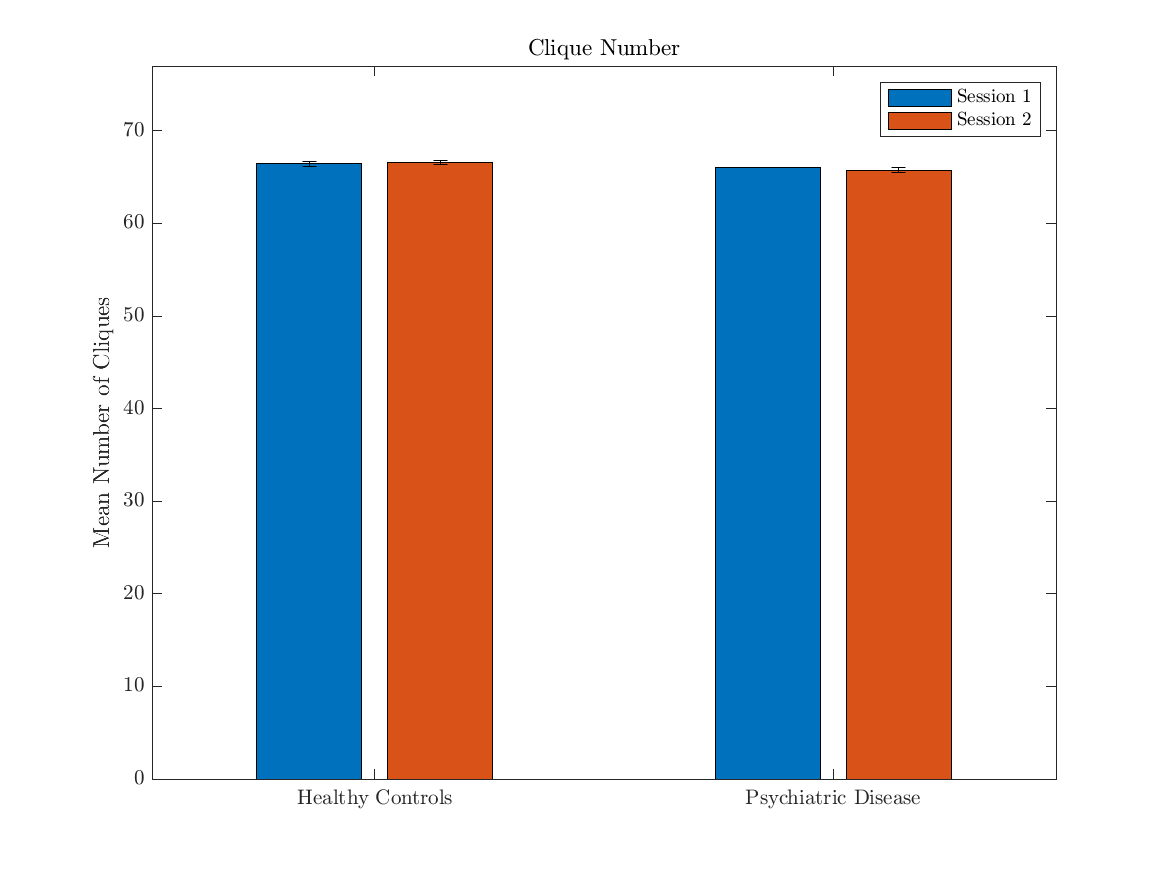 Clique Number
Session 1
Session 2
Mean Number of Cliques
70
60
50
40
30
20
10
0
Healthy Controls
Psychiatric Disease